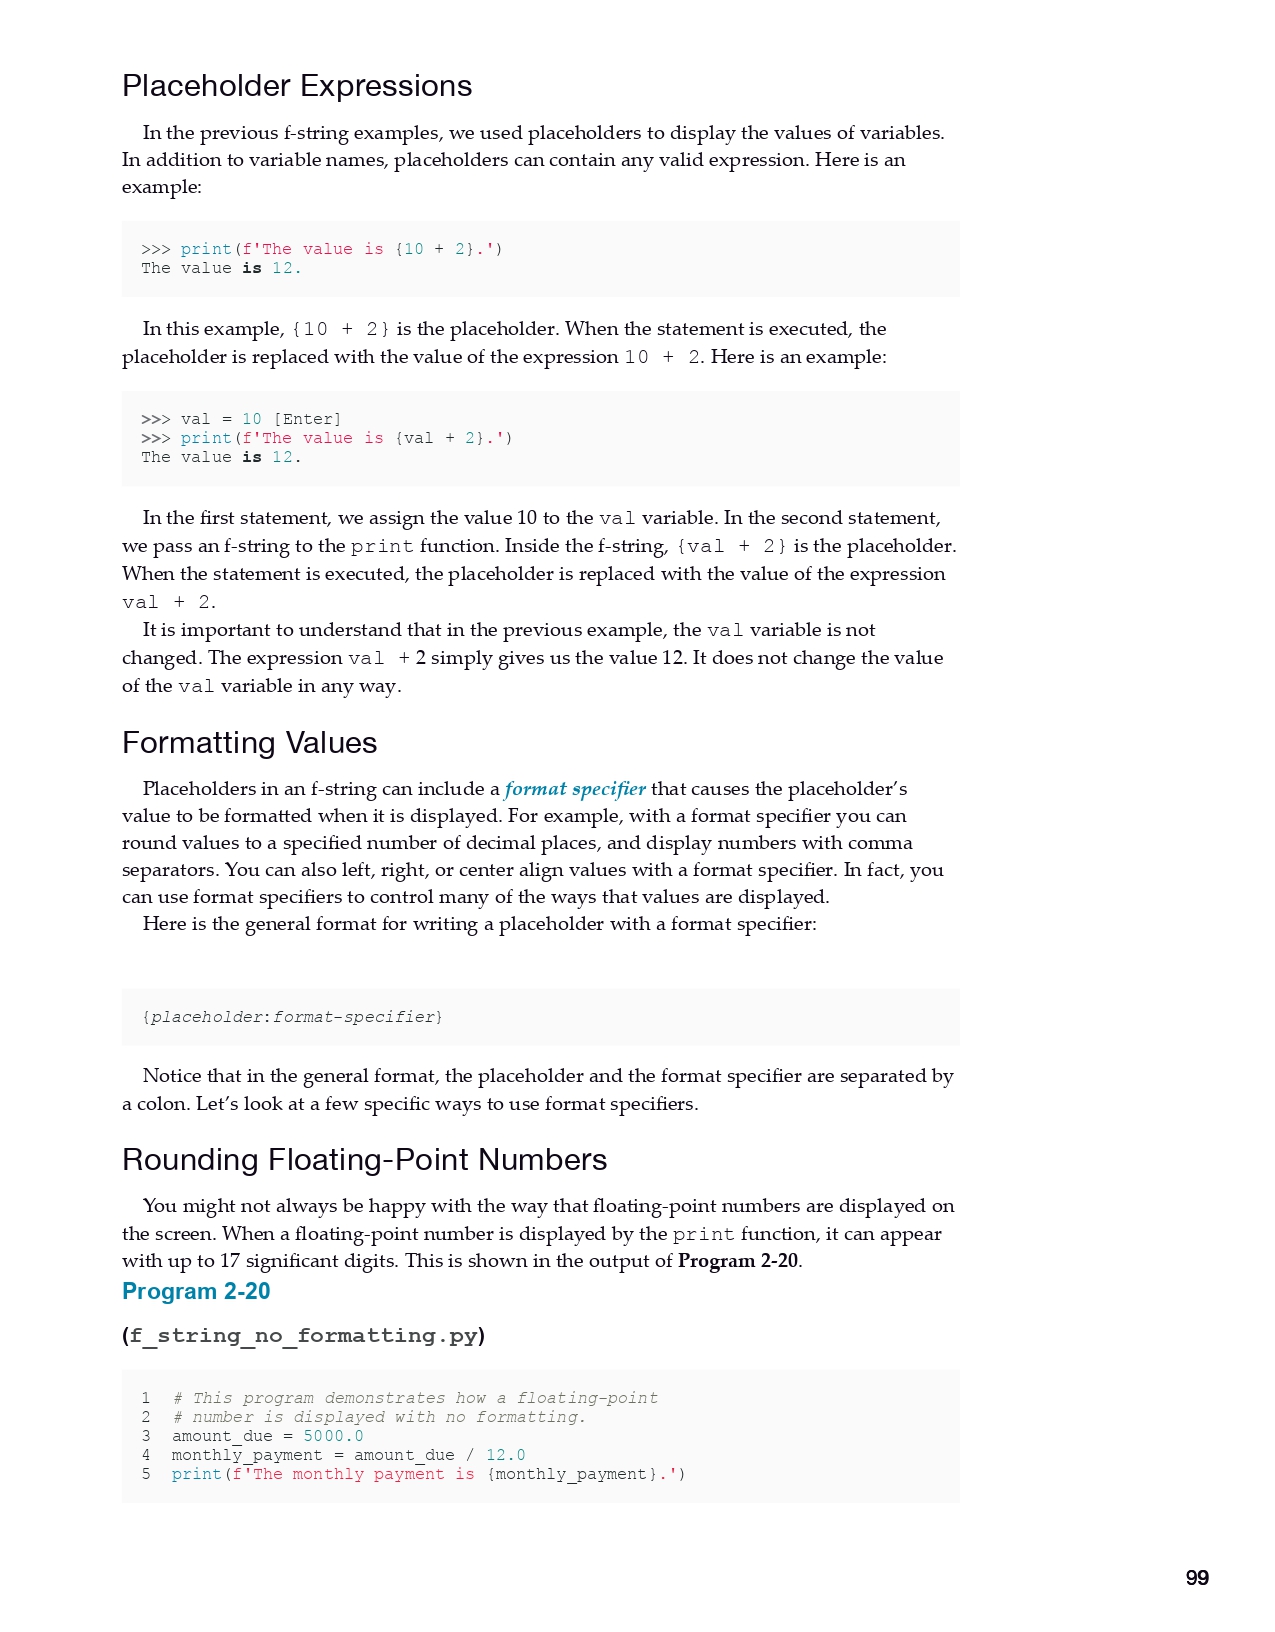 Placeholder Expressions
In the previous f-string examples, we used placeholders to display the values of variables.
In addition to variable names, placeholders can contain any valid expression. Here is an
example:
>>> print(f'The value is {10 + 2}.')
The value is 12.
In this example, {10 + 2} is the placeholder. When the statement is executed, the
placeholder is replaced with the value of the expression 10 + 2. Here is an example:
>>> val = 10 [Enter]
>>> print(f'The value is {val + 2}.')
The value is 12.
In the first statement, we assign the value 10 to the val variable. In the second statement,
we pass an f-string to the print function. Inside the f-string, {val + 2} is the placeholder.
When the statement is executed, the placeholder is replaced with the value of the expression
val + 2.
It is important to understand that in the previous example, the val variable is not
changed. The expression val + 2 simply gives us the value 12. It does not change the value
of the val variable in any way.
Formatting Values
Placeholders in an f-string can include a format specifier that causes the placeholder’s
value to be formatted when it is displayed. For example, with a format specifier you can
round values to a specified number of decimal places, and display numbers with comma
separators. You can also left, right, or center align values with a format specifier. In fact, you
can use format specifiers to control many of the ways that values are displayed.
Here is the general format for writing a placeholder with a format specifier:
{placeholder:format-specifier}
Notice that in the general format, the placeholder and the format specifier are separated by
a colon. Let’s look at a few specific ways to use format specifiers.
Rounding Floating-Point Numbers
You might not always be happy with the way that floating-point numbers are displayed on
the screen. When a floating-point number is displayed by the print function, it can appear
with up to 17 significant digits. This is shown in the output of Program 2-20.
Program 2-20
(f_string_no_formatting.py)
1 # This program demonstrates how a floating-point
2 # number is displayed with no formatting.
3 amount_due = 5000.0
4 monthly_payment = amount_due / 12.0
5 print(f'The monthly payment is {monthly_payment}.')
99